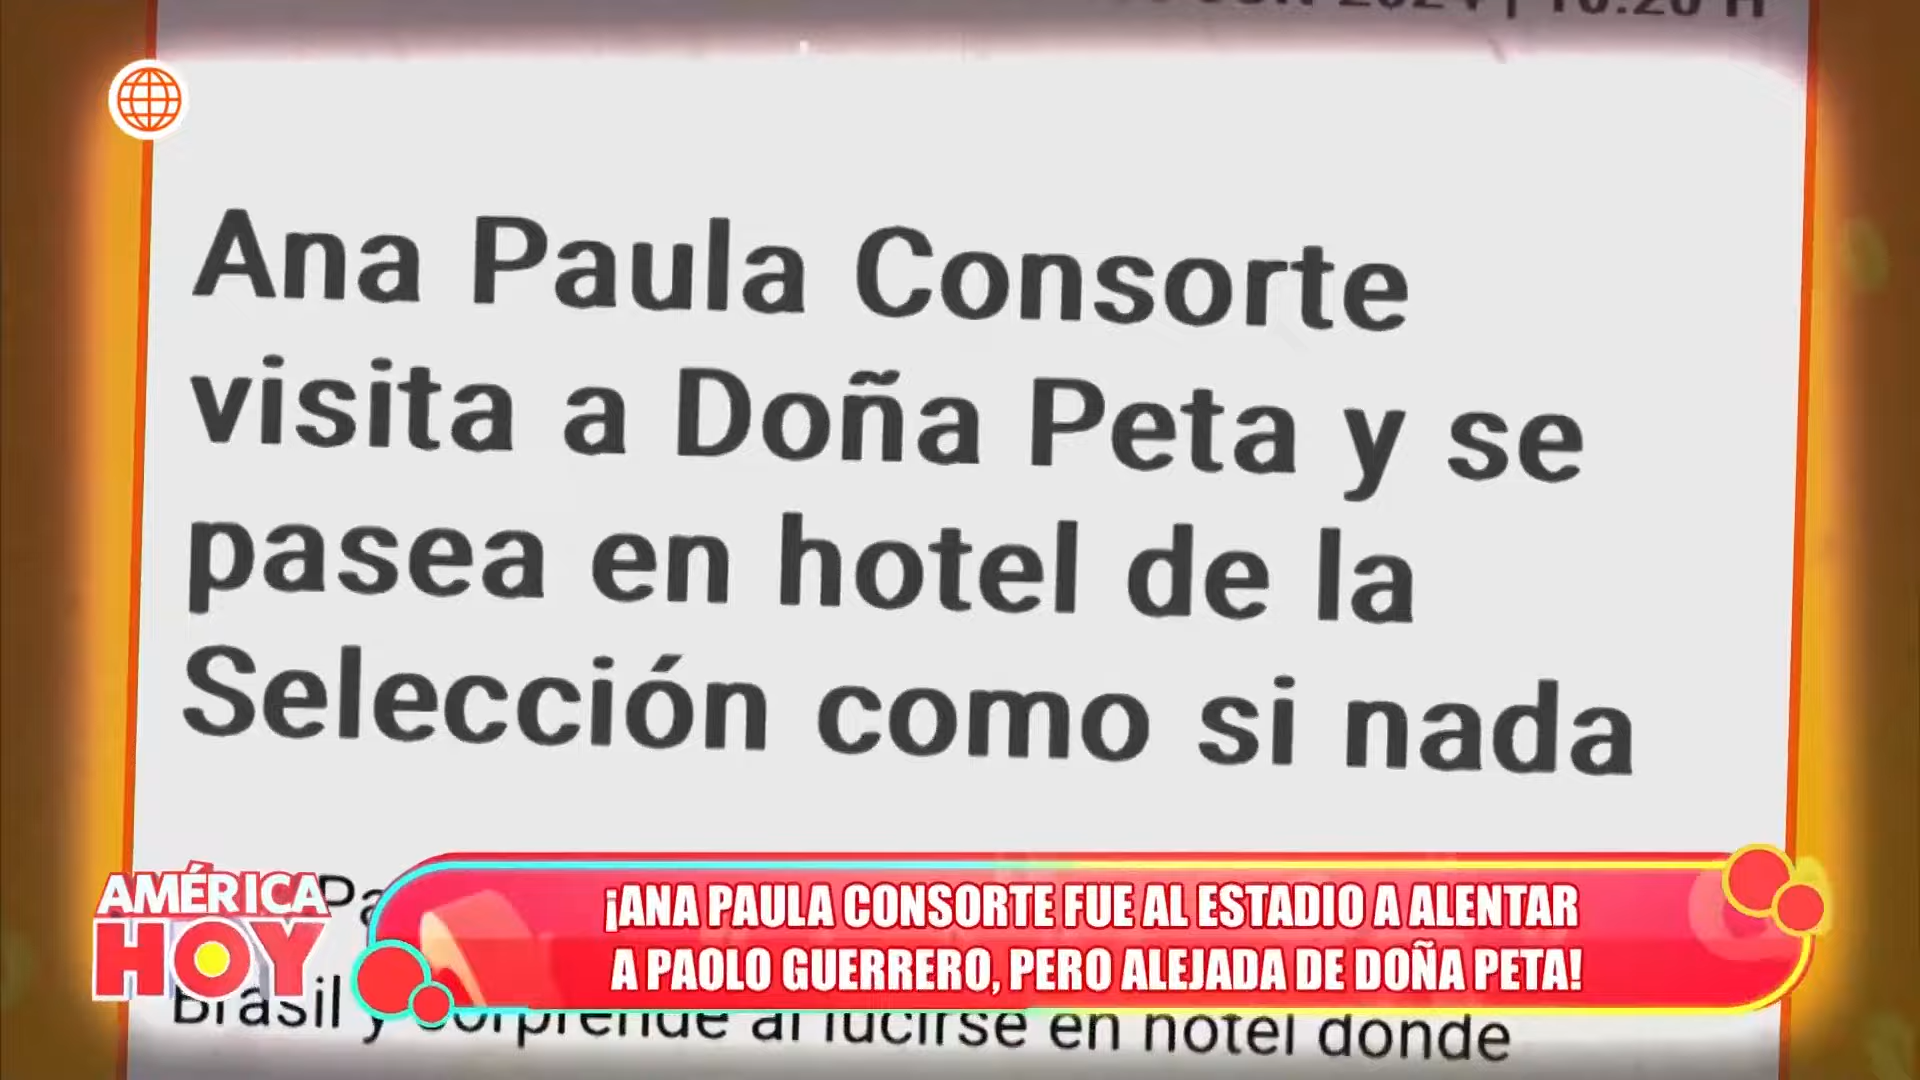 Ana Paula Consorte
visita a Doña Peta y se
pasea en hotel de la
Selección como si nada
AMÉRICA
HOY
¡ANA PAULA CONSORTE FUE AL ESTADIO A ALENTAR
A PAOLO GUERRERO, PERO ALEJADA DE DOÑA PETA!
Brasil y sorprende al lucirse en hotel donde